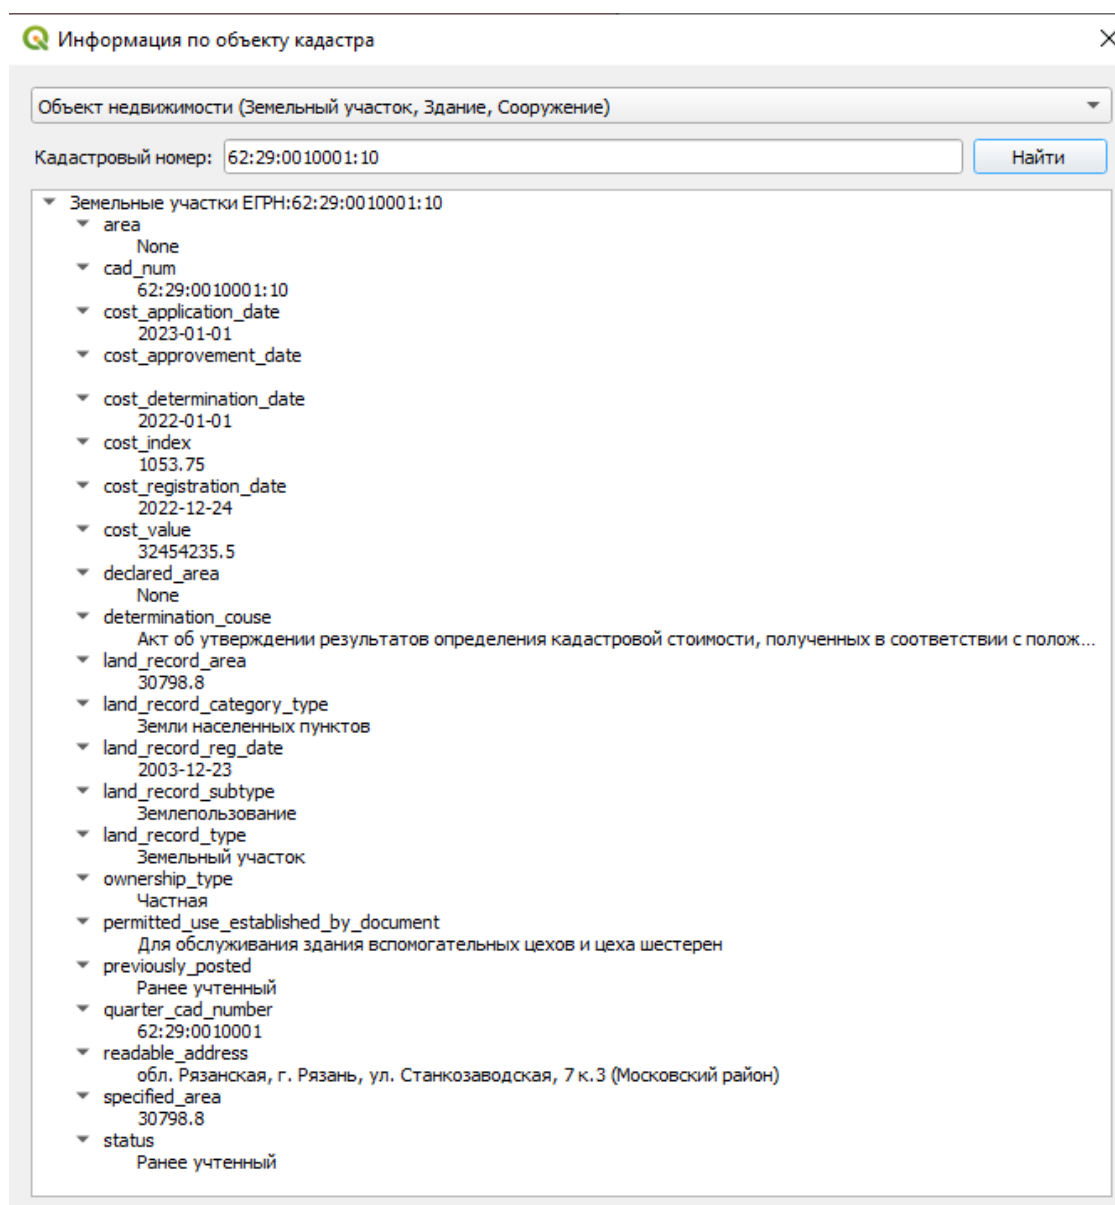 Информация по объекту кадастра
Объект недвижимости (Земельный участок, Здание, Сооружение)
Кадастровый номер: 62:29:0010001:10 Найти
Земельные участки ЕГРН:62:29:0010001:10
area
None
cad_num
62:29:0010001:10
cost_application_date
2023-01-01
cost_approvement_date
cost_determination_date
2022-01-01
cost_index
1053.75
cost_registration_date
2022-12-24
cost_value
32454235.5
declared_area
None
determination_couse
Акт об утверждении результатов определения кадастровой стоимости, полученных в соответствии с полож...
land_record_area
30798.8
land_record_category_type
Земли населенных пунктов
land_record_reg_date
2003-12-23
land_record_subtype
Землепользование
land_record_type
Земельный участок
ownership_type
Частная
permitted_use_established_by_document
Для обслуживания здания вспомогательных цехов и цеха шестерен
previously_posted
Ранее учтенный
quarter_cad_number
62:29:0010001
readable_address
обл. Рязанская, г. Рязань, ул. Станкозаводская, 7 к.3 (Московский район)
specified_area
30798.8
status
Ранее учтенный